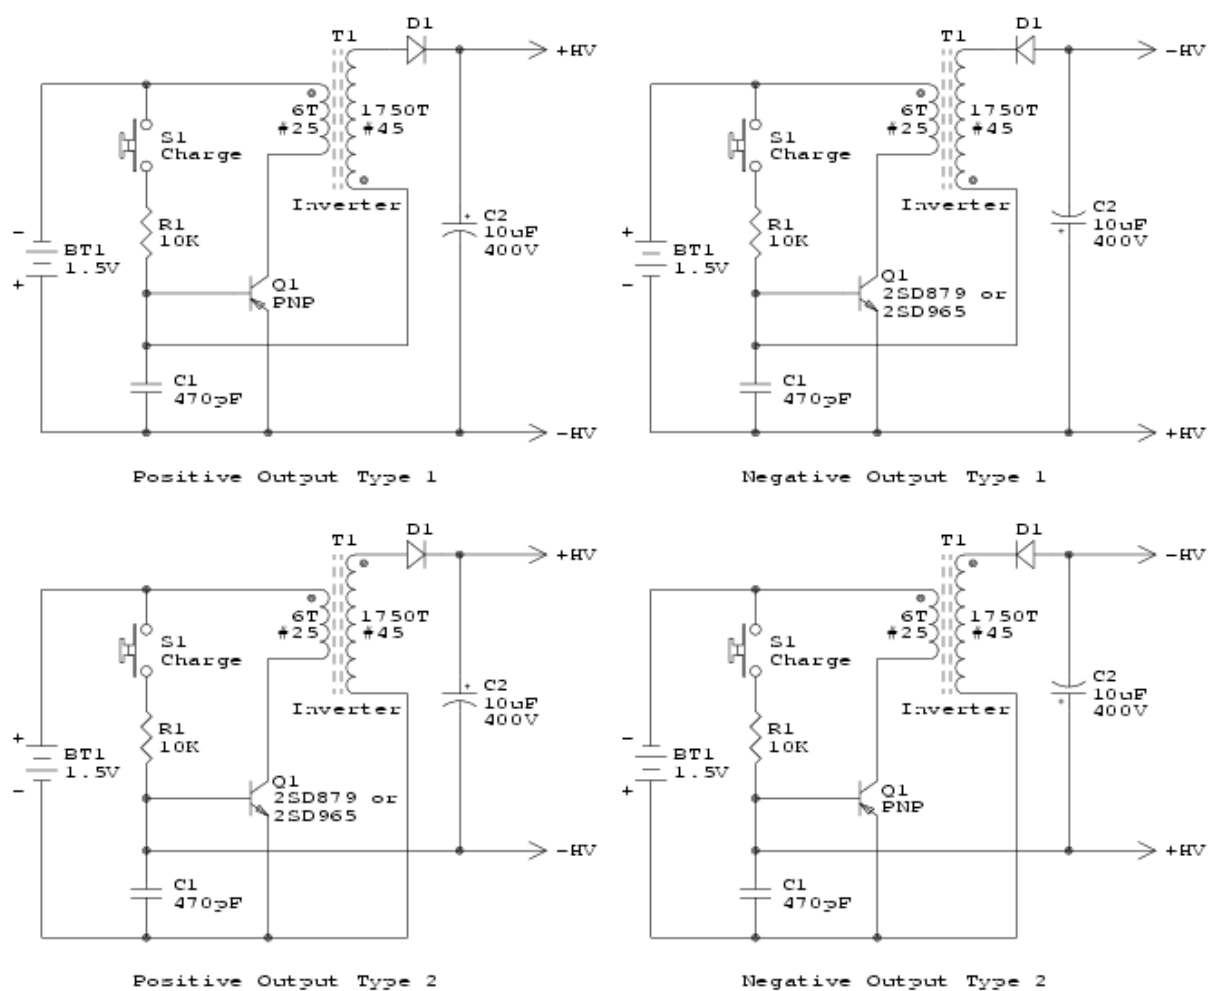 D1
T1
+HV
6T
#25
1750T
#45
S1
Charge
Inverter
R1
10K
+
C2
10uF
400V
-
BT1
1.5V
+
Q1
PNP
C1
470pF
-HV
Positive Output Type 1
D1
T1
-HV
6T
#25
1750T
#45
S1
Charge
Inverter
R1
10K
C2
10uF
400V
+
+
BT1
1.5V
-
Q1
2SD879 or
2SD965
C1
470pF
+HV
Negative Output Type 1
D1
T1
+HV
6T
#25
1750T
#45
S1
Charge
Inverter
R1
10K
+
C2
10uF
400V
+
BT1
1.5V
-
Q1
2SD879 or
2SD965
-HV
C1
470pF
Positive Output Type 2
D1
T1
-HV
6T
#25
1750T
#45
S1
Charge
Inverter
R1
10K
C2
10uF
400V
+
-
BT1
1.5V
+
Q1
PNP
+HV
C1
470pF
Negative Output Type 2